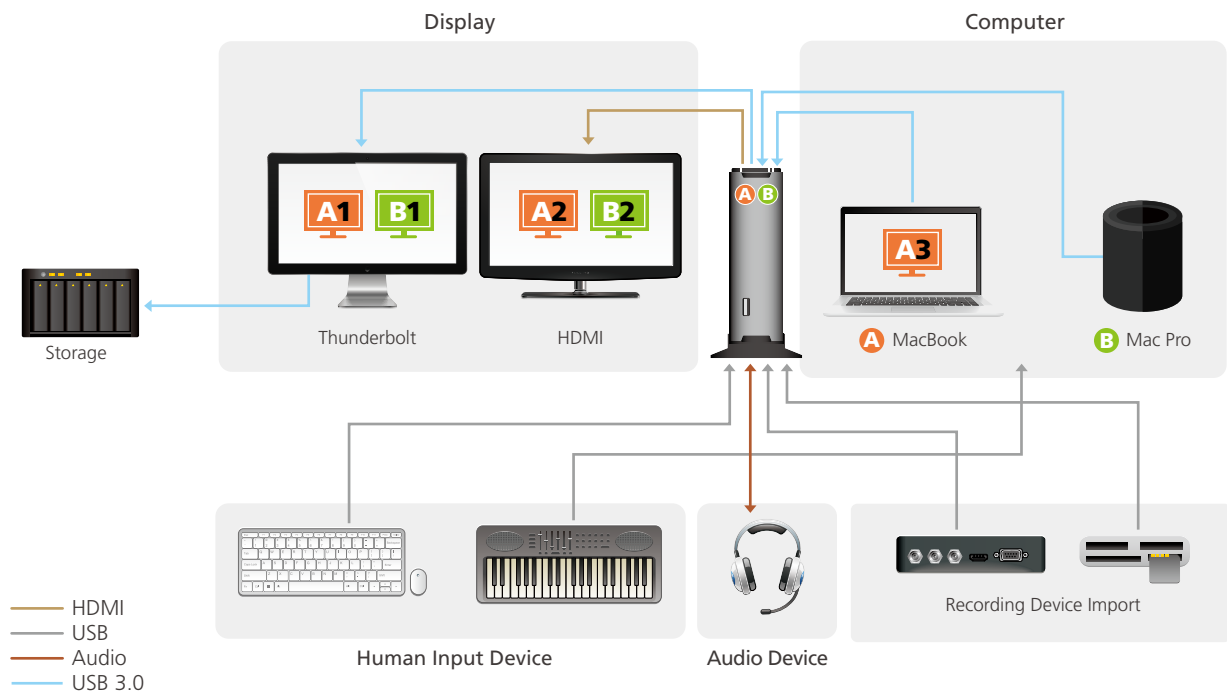 Display
Computer
A1
B1
A2
B2
A B
A3
Storage
Thunderbolt
HDMI
A MacBook
B Mac Pro
Recording Device Import
Human Input Device
Audio Device
HDMI
USB
Audio
USB 3.0